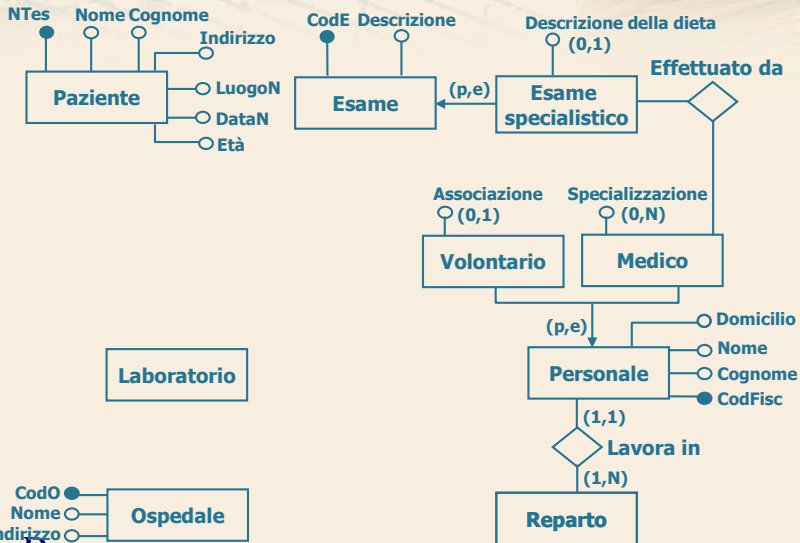 NTes Nome Cognome
Indirizzo
Paziente
LuogoN
DataN
Età
CodE Descrizione
Esame
(p,e)
Descrizione della dieta
(0,1)
Esame
specialistico
Effettuato da
Associazione
(0,1)
Volontario
Specializzazione
(0,N)
Medico
(p,e)
Domicilio
Nome
Cognome
CodFisc
Personale
(1,1)
Lavora in
(1,N)
Reparto
Laboratorio
CodO
Nome
ndirizzo
Ospedale